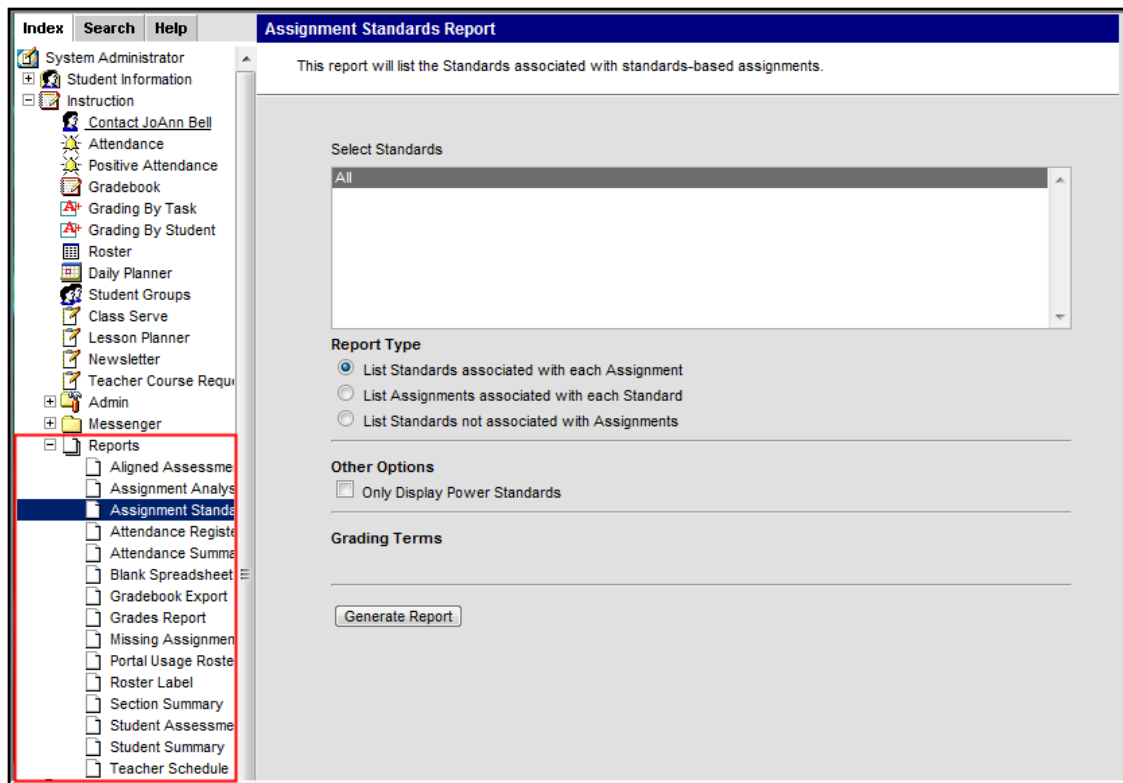 Index Search Help
System Administrator
Student Information
Instruction
Contact JoAnn Bell
Attendance
Positive Attendance
Gradebook
Grading By Task
Grading By Student
Roster
Daily Planner
Student Groups
Class Serve
Lesson Planner
Newsletter
Teacher Course Requ
Admin
Messenger
Reports
Aligned Assessme
Assignment Analys
Assignment Standa
Attendance Registe
Attendance Summa
Blank Spreadsheet
Gradebook Export
Grades Report
Missing Assignmen
Portal Usage Roste
Roster Label
Section Summary
Student Assessme
Student Summary
Teacher Schedule
Assignment Standards Report
This report will list the Standards associated with standards-based assignments.
Select Standards
All
Report Type
List Standards associated with each Assignment
List Assignments associated with each Standard
List Standards not associated with Assignments
Other Options
Only Display Power Standards
Grading Terms
Generate Report